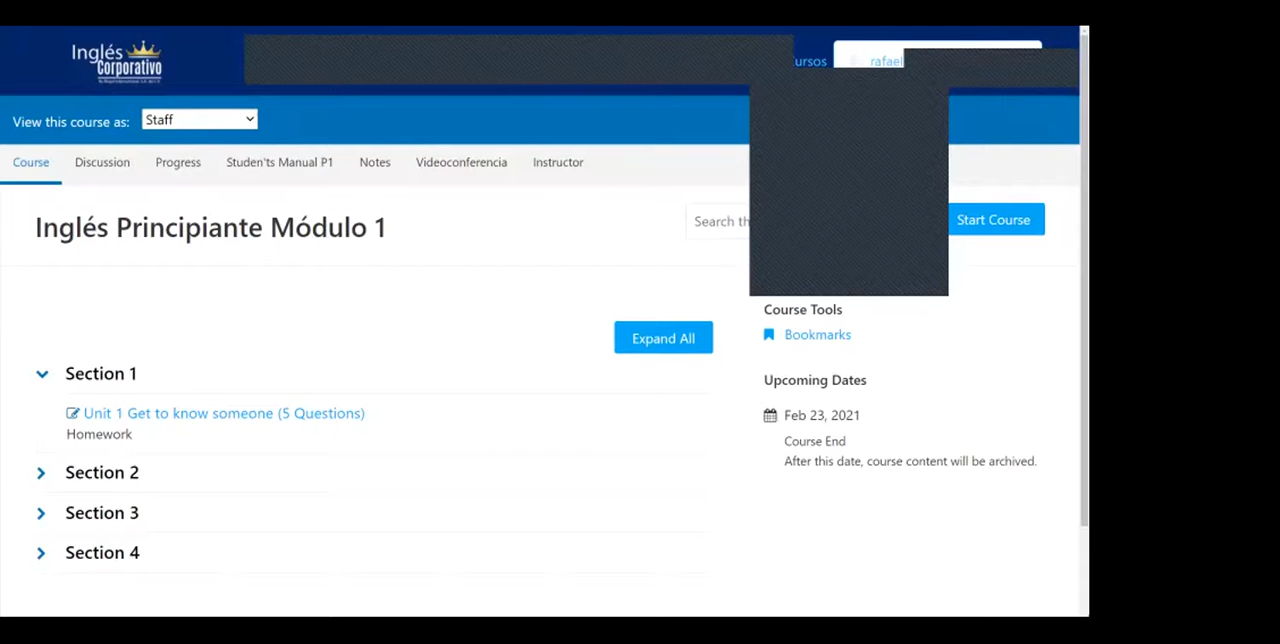 Inglés
Corporativo
ursos
rafael
View this course as:
Staff
Course
Discussion
Progress
Studen'ts Manual P1
Notes
Videoconferencia
Instructor
Inglés Principiante Módulo 1
Search th
Start Course
Expand All
Section 1
Unit 1 Get to know someone (5 Questions)
Homework
Section 2
Section 3
Section 4
Course Tools
Bookmarks
Upcoming Dates
Feb 23, 2021
Course End
After this date, course content will be archived.